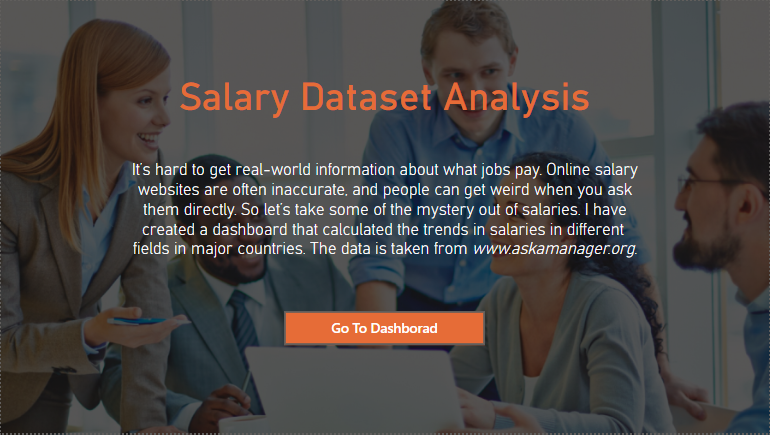 Salary Dataset Analysis
It's hard to get real-world information about what jobs pay. Online salary
websites are often inaccurate, and people can get weird when you ask
them directly. So let's take some of the mystery out of salaries. I have
created a dashboard that calculated the trends in salaries in different
fields in major countries. The data is taken from www.askamanager.org.
Go To Dashborad